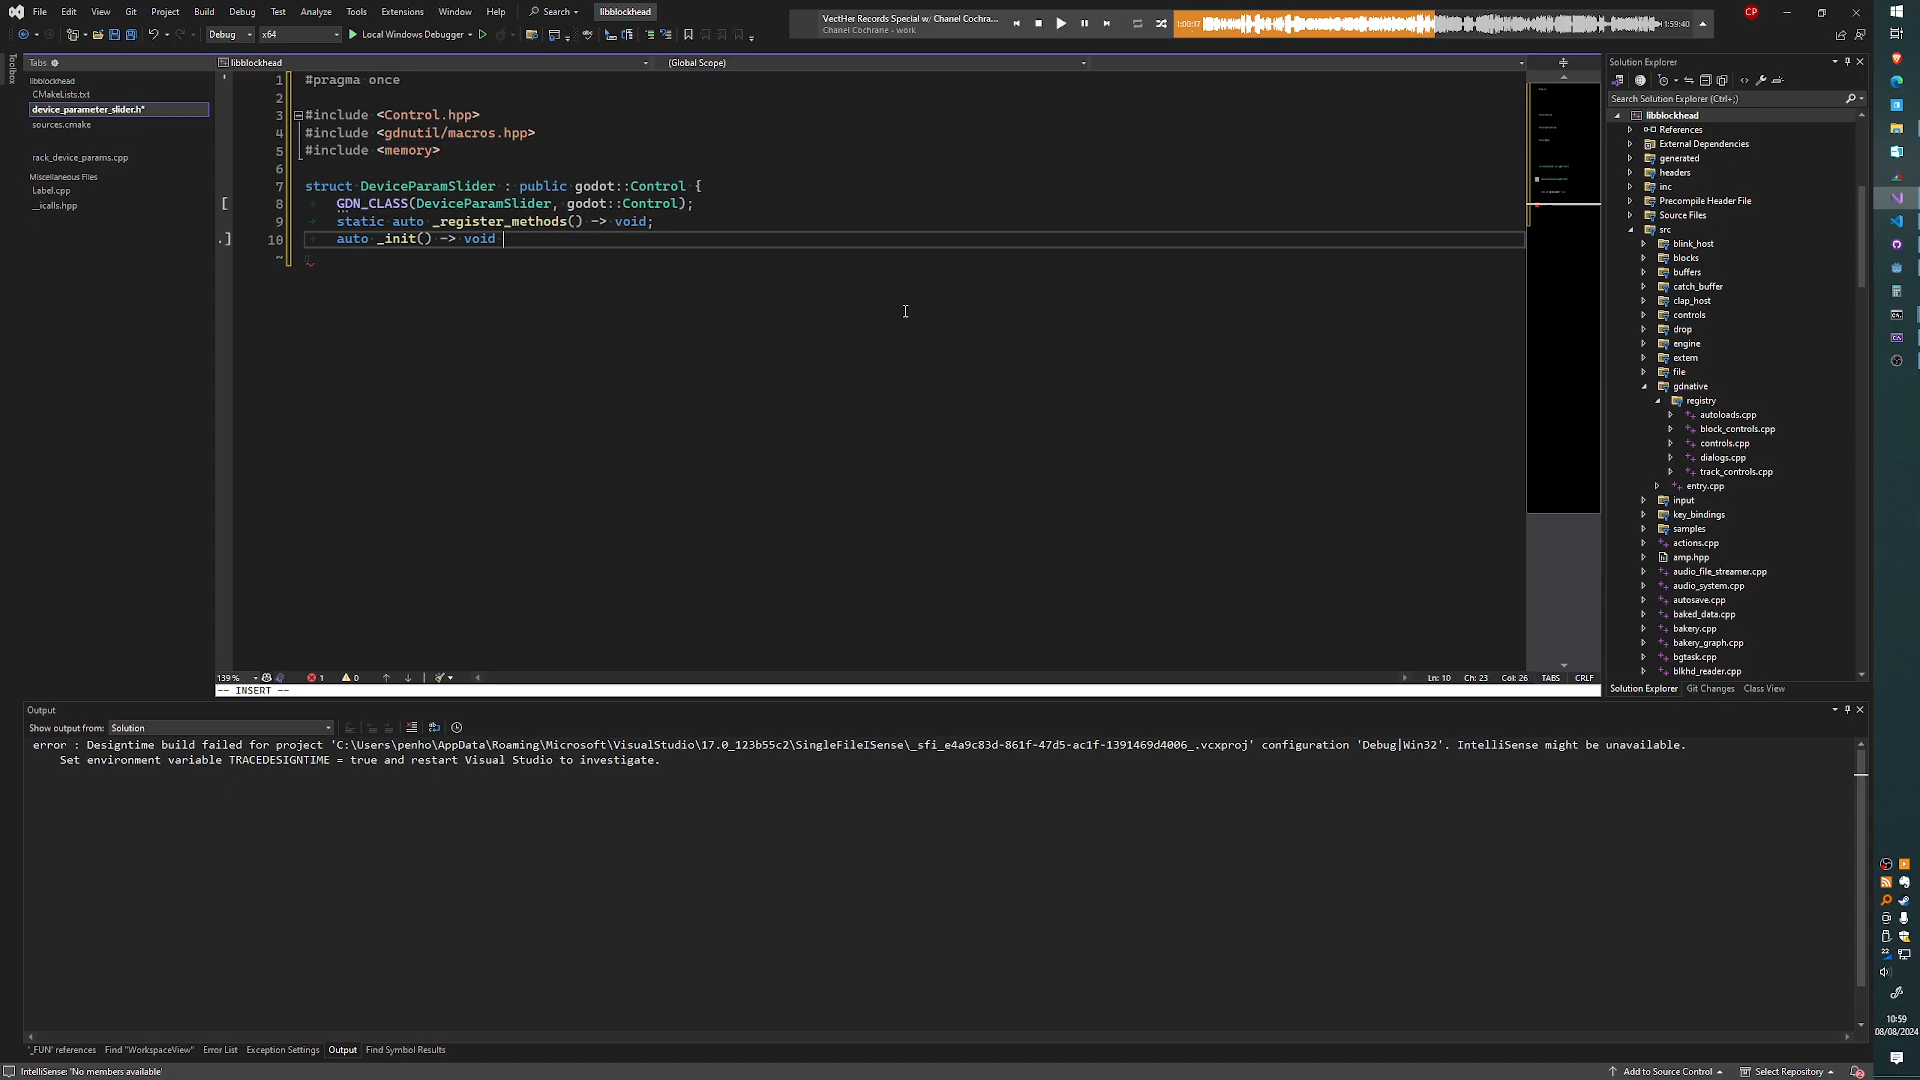 File Edit View Git Project Build Debug Test Analyze Tools Extensions Window Help Search libblockhead
VectHer Records Special w/ Chanel Cochra...
Chanel Cochrane - work
1:00:17
1:59:40
CP
Debug x64 Local Windows Debugger
Toolbox
Tabs
libblockhead
CMakeLists.txt
device_parameter_slider.h*
sources.cmake
rack_device_params.cpp
Miscellaneous Files
Label.cpp
__icalls.hpp
libblockhead (Global Scope)
1 #pragma once
2
3 #include <Control.hpp>
4 #include <gdnutil/macros.hpp>
5 #include <memory>
6
7 struct DeviceParamSlider : public godot::Control {
8 GDN_CLASS(DeviceParamSlider, godot::Control);
9 static auto _register_methods() -> void;
10 auto _init() -> void
~
139 % 1 0 Ln: 10 Ch: 23 Col: 26 TABS CRLF
-- INSERT --
Solution Explorer
Search Solution Explorer (Ctrl+;)
libblockhead
References
External Dependencies
generated
headers
inc
Precompile Header File
Source Files
src
blink_host
blocks
buffers
catch_buffer
clap_host
controls
drop
engine
extern
file
gdnative
registry
autoloads.cpp
block_controls.cpp
controls.cpp
dialogs.cpp
track_controls.cpp
entry.cpp
input
key_bindings
samples
actions.cpp
amp.hpp
audio_file_streamer.cpp
audio_system.cpp
autosave.cpp
baked_data.cpp
bakery.cpp
bakery_graph.cpp
bgtask.cpp
blkhd_reader.cpp
Solution Explorer Git Changes Class View
Output
Show output from: Solution
error : Designtime build failed for project 'C:\Users\penho\AppData\Roaming\Microsoft\VisualStudio\17.0_123b55c2\SingleFileISense\_sfi_e4a9c83d-861f-47d5-ac1f-1391469d4006_.vcxproj' configuration 'Debug|Win32'. IntelliSense might be unavailable.
Set environment variable TRACEDESIGNTIME = true and restart Visual Studio to investigate.
'_FUN' references Find "WorkspaceView" Error List Exception Settings Output Find Symbol Results
IntelliSense: 'No members available' Add to Source Control Select Repository
22
10:59
08/08/2024